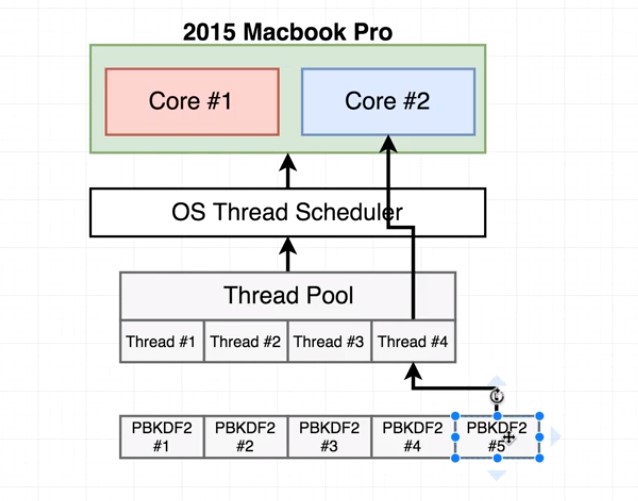 2015 Macbook Pro
Core #1
Core #2
OS Thread Scheduler
Thread Pool
Thread #1
Thread #2
Thread #3
Thread #4
PBKDF2
#1
PBKDF2
#2
PBKDF2
#3
PBKDF2
#4
PBKDF2
#5